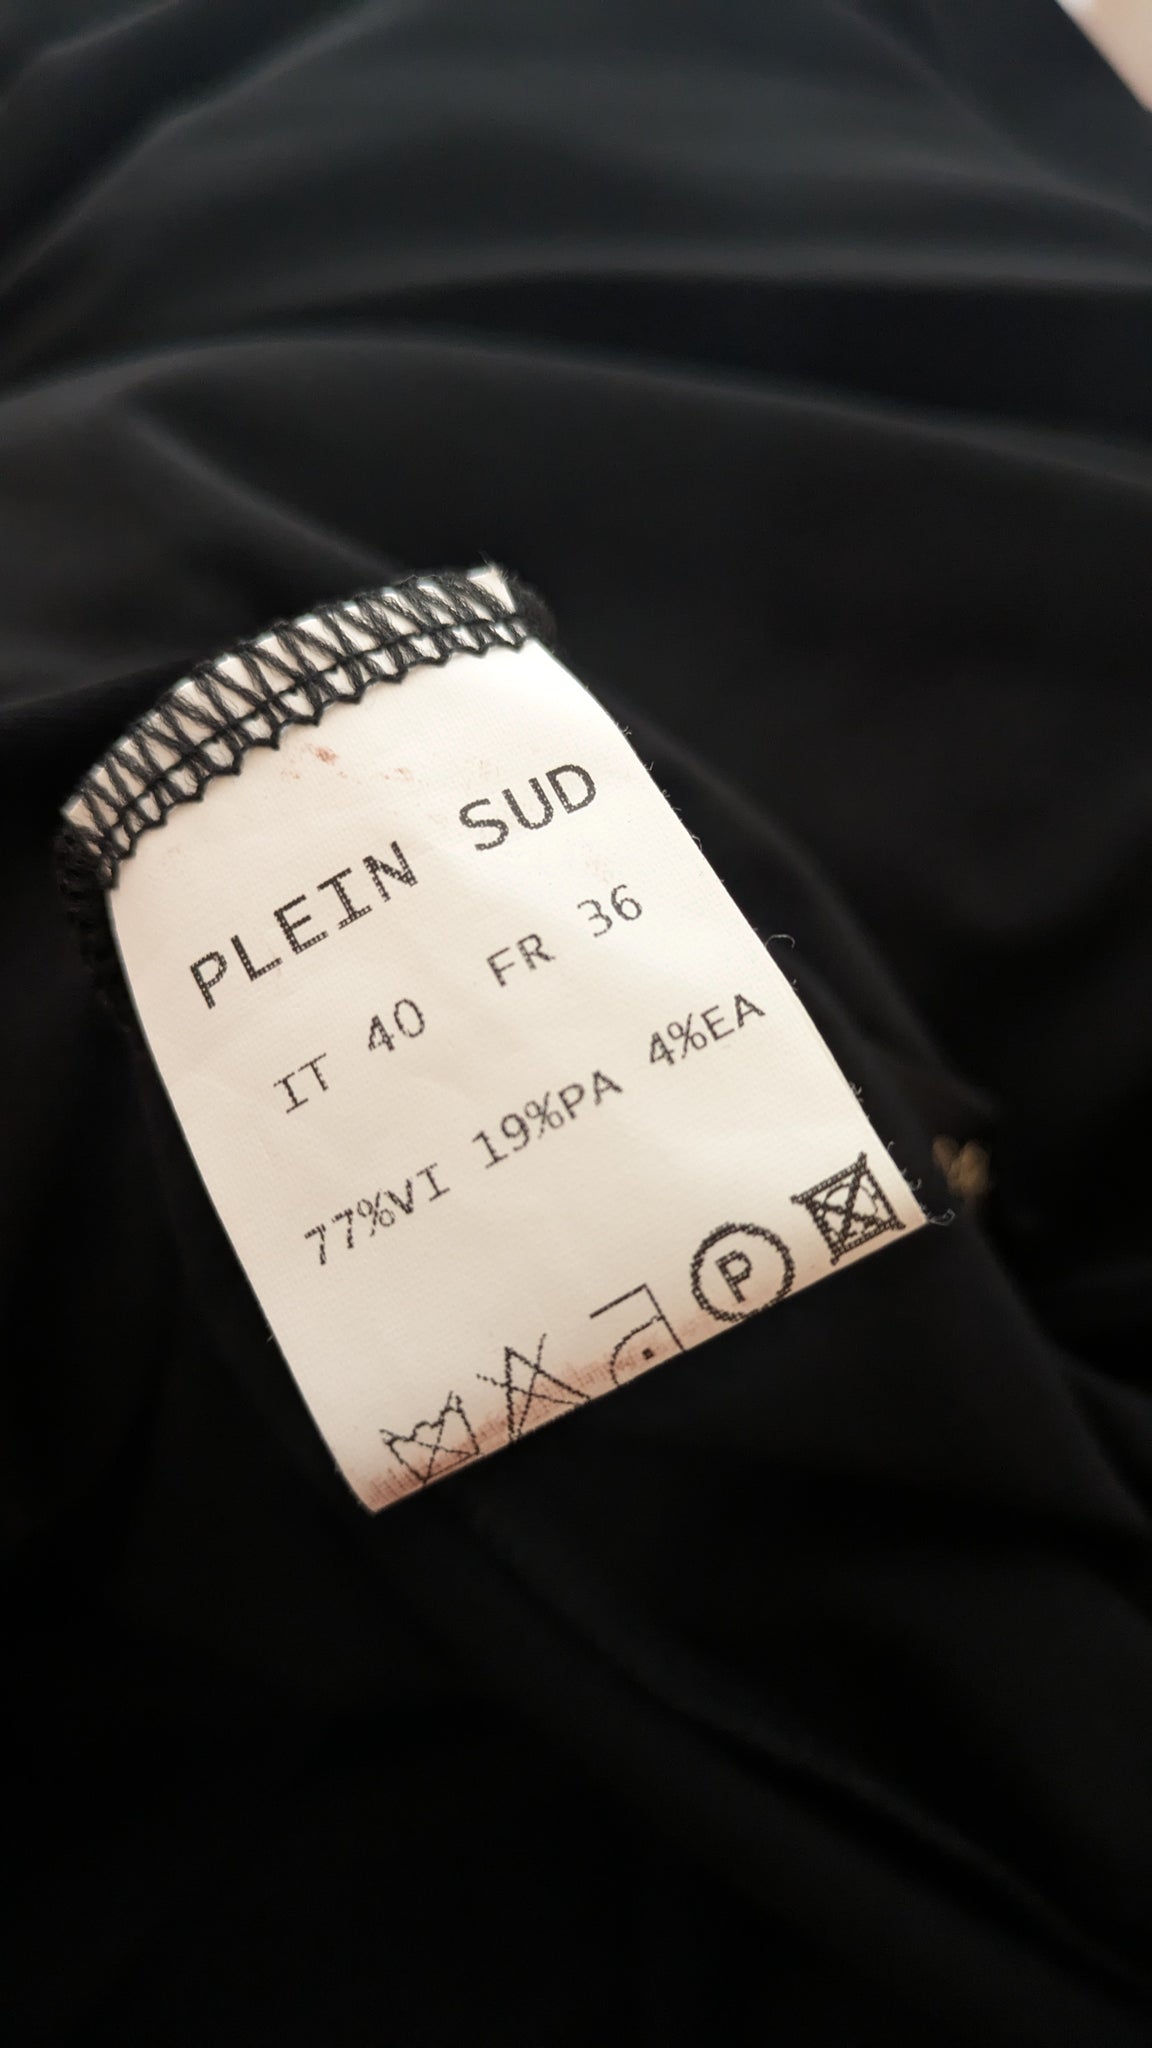 PLEIN SUD
IT 40 FR 36
77%VI 19%PA 4%EA
P